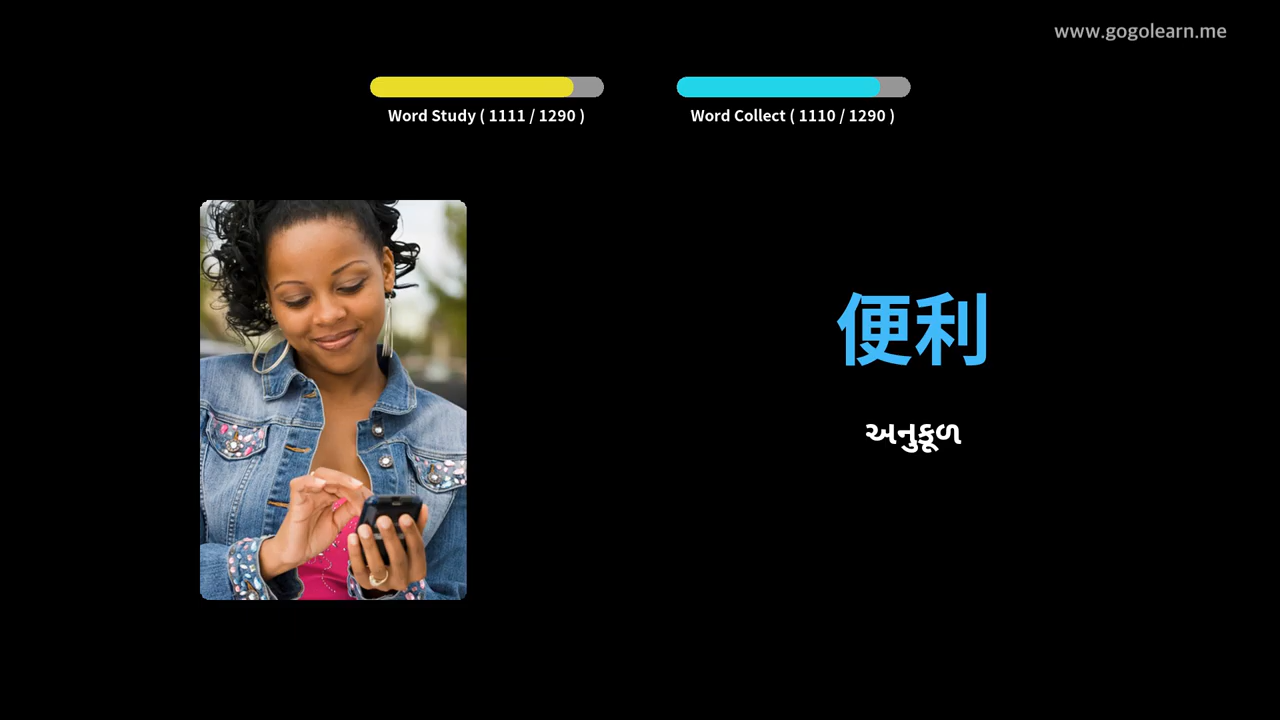 www.gogolearn.me
Word Study ( 1111 / 1290 )
Word Collect ( 1110 / 1290 )
便利
અનુકૂળ